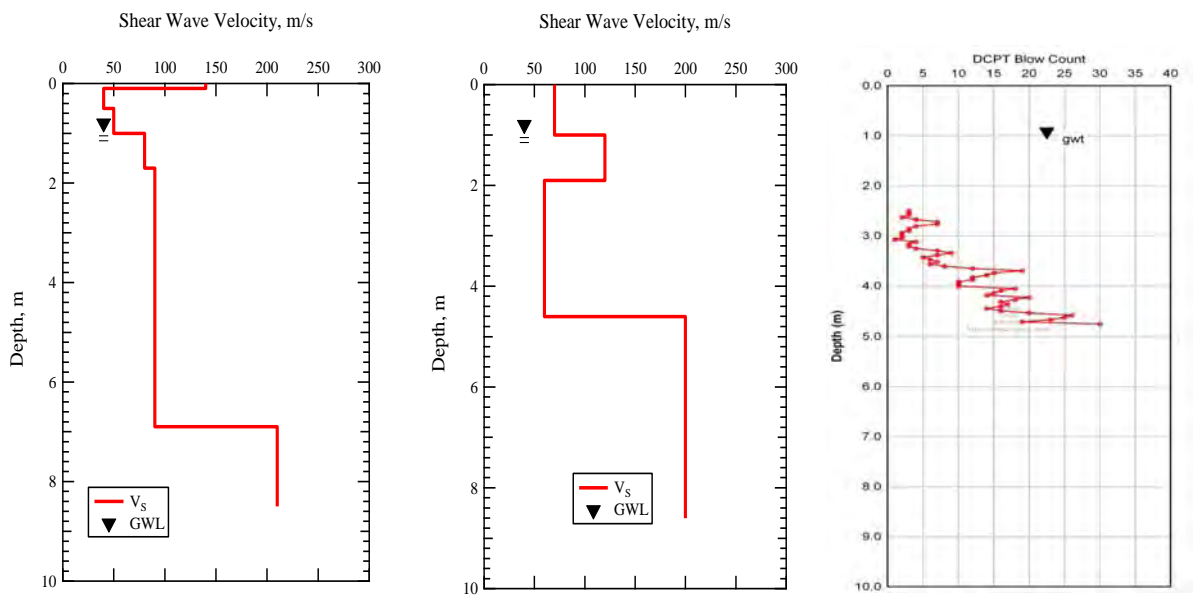 Shear Wave Velocity, m/s
0 50 100 150 200 250 300
0
2
4
6
8
10
Depth, m
VS
GWL
Shear Wave Velocity, m/s
0 50 100 150 200 250 300
0
2
4
6
8
10
Depth, m
VS
GWL
DCPT Blow Count
0 5 10 15 20 25 30 35 40
0.0
1.0
2.0
3.0
4.0
5.0
6.0
7.0
8.0
9.0
10.0
Depth (m)
gwt